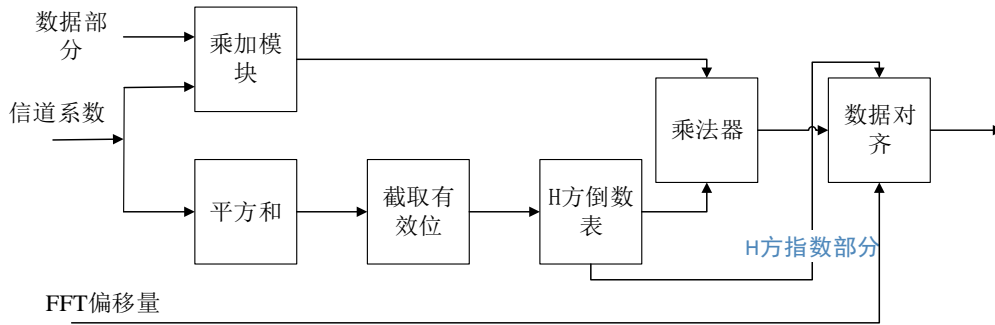 数据部
分
乘加模
块
信道系数
乘法器
数据对
齐
平方和
截取有
效位
H方倒数
表
H方指数部分
FFT偏移量